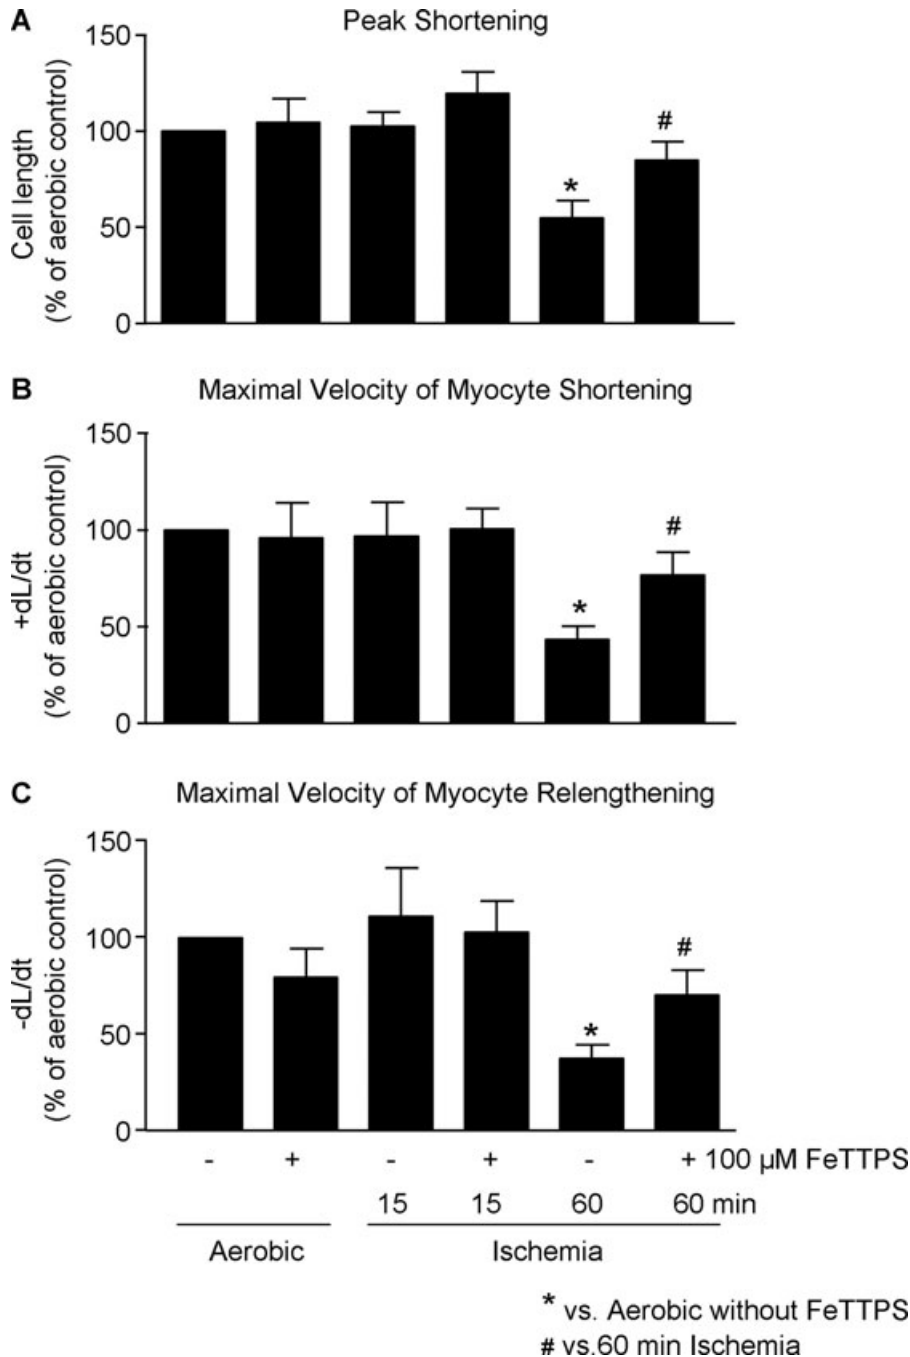 A
Peak Shortening
Cell length
(% of aerobic control)
150
100
50
0
*
#
B
Maximal Velocity of Myocyte Shortening
+dL/dt
(% of aerobic control)
150
100
50
0
*
#
C
Maximal Velocity of Myocyte Relengthening
-dL/dt
(% of aerobic control)
150
100
50
0
*
#
- + - + - + 100 µM FeTTPS
15 15 60 60 min
Aerobic Ischemia
* vs. Aerobic without FeTTPS
# vs.60 min Ischemia